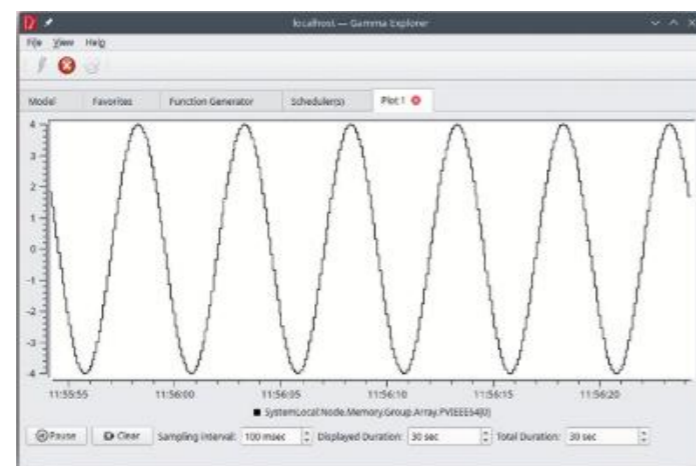 localhost — Gamma Explorer
File View Help
Model Favorites Function Generator Scheduler(s) Plot 1
4
3
2
1
0
-1
-2
-3
-4
11:55:55 11:56:00 11:56:05 11:56:10 11:56:15 11:56:20
SystemLocal:Node.Memory.Group.Array.PVIEEE54[0]
Pause Clear Sampling Interval: 100 msec Displayed Duration: 30 sec Total Duration: 30 sec